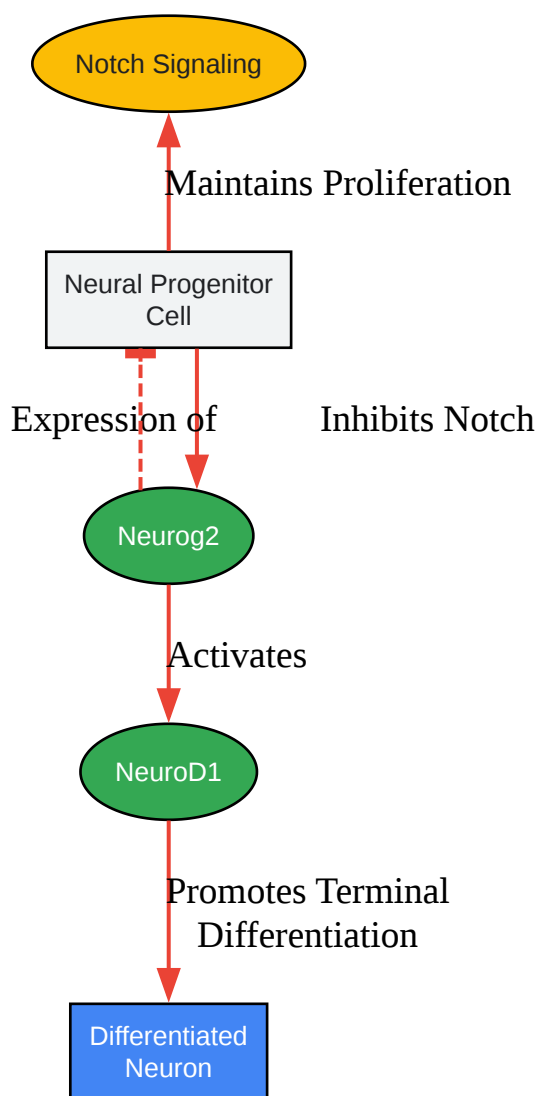 Notch Signaling
Maintains Proliferation
Neural Progenitor
Cell
Expression of
Inhibits Notch
Neurog2
Activates
NeuroD1
Promotes Terminal
Differentiation
Differentiated
Neuron